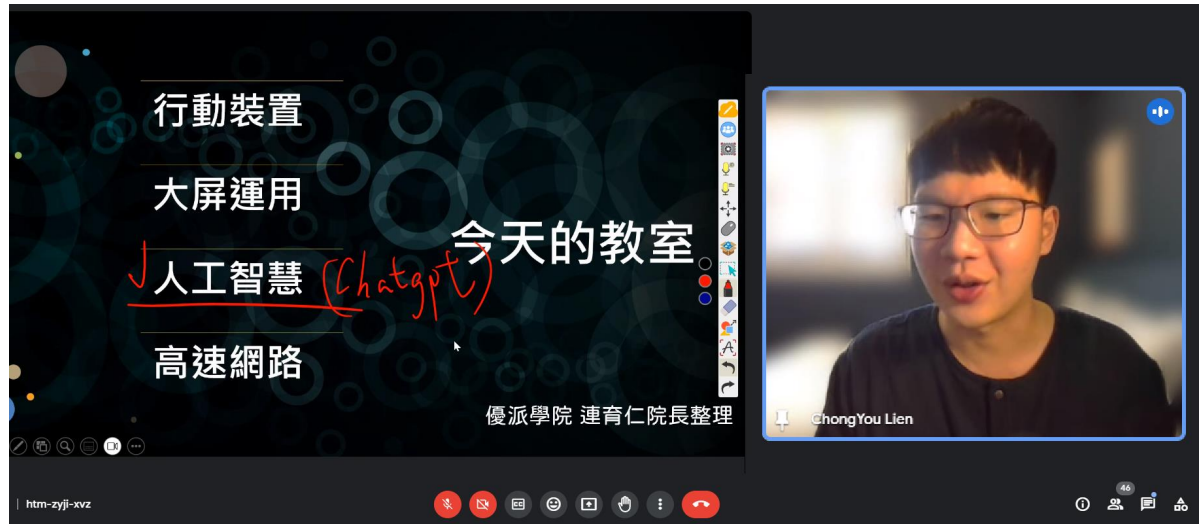 行動裝置
大屏運用
今天的教室
人工智慧 (Chatgpt)
高速網路
優派學院 連育仁院長整理
ChongYou Lien
htm-zyji-xvz
46